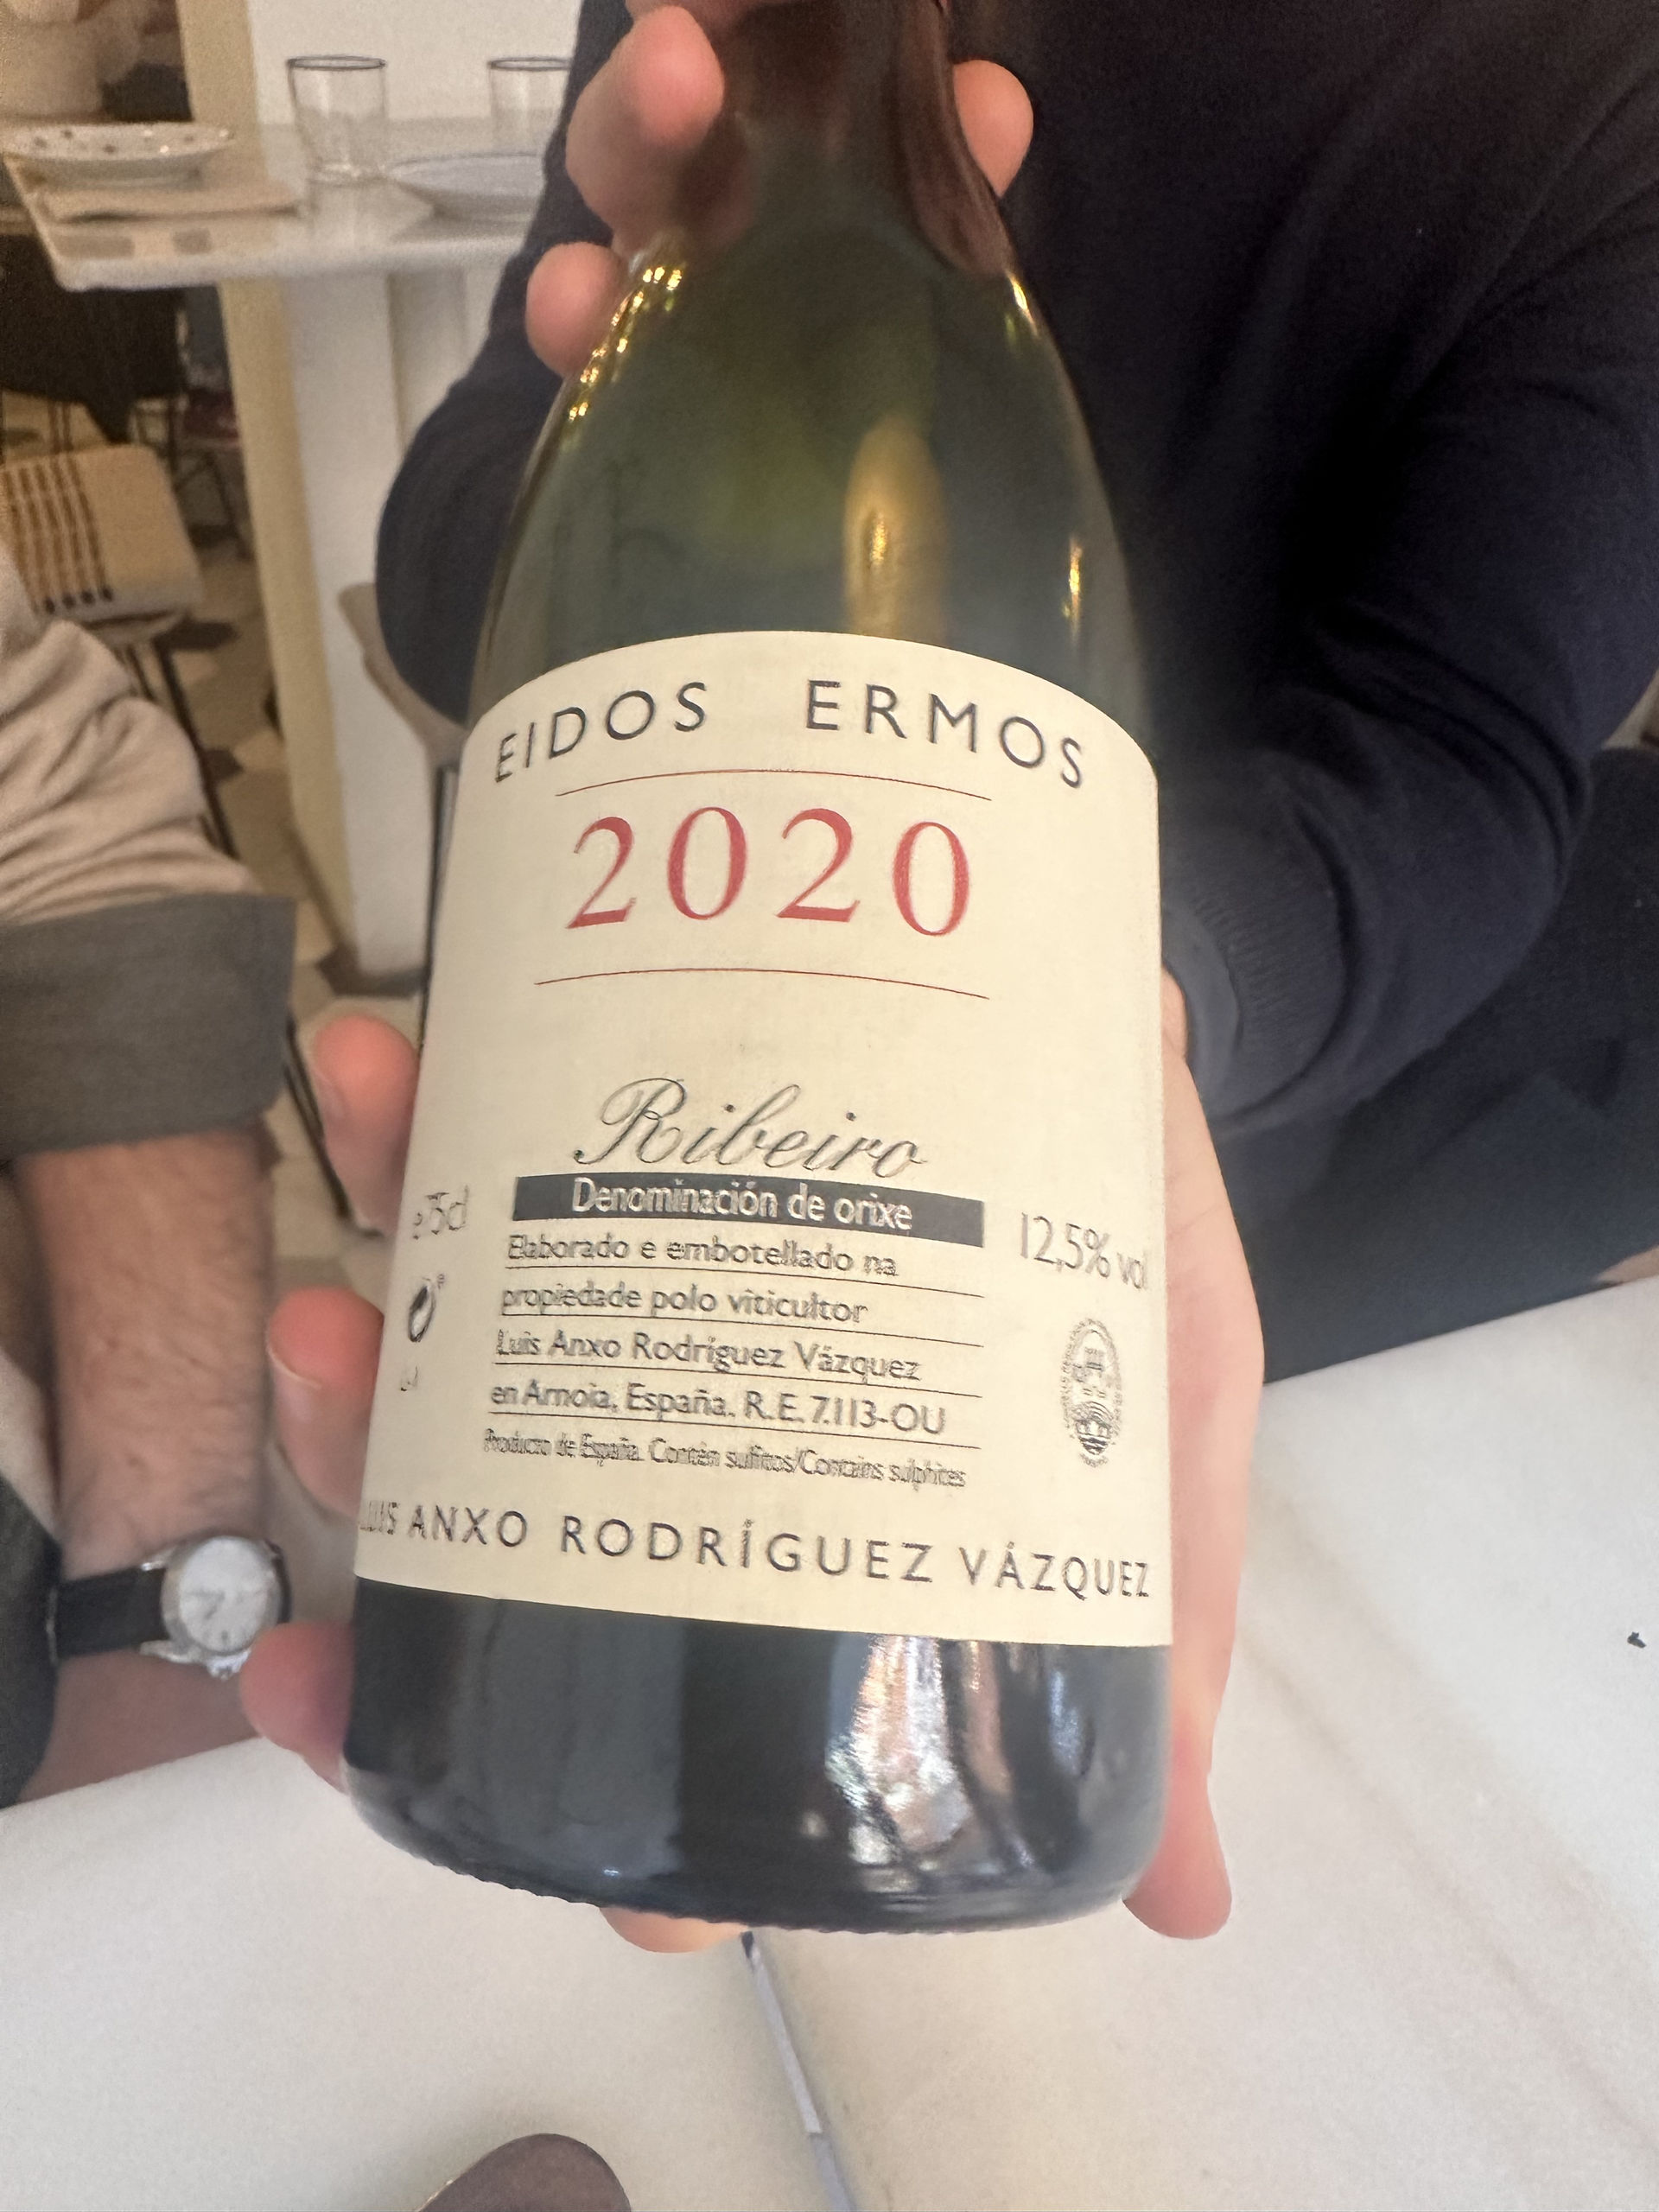 EIDOS ERMOS
2020
Ribeiro
Denominación de orixe
e 75cl
12,5% vol
Elaborado e embotellado na
propiedade polo viticultor
Luis Anxo Rodríguez Vázquez
en Arnoia, España. R.E. 7.113-OU
Producto de España. Contén sulfitos/Contains sulphites
LUIS ANXO RODRÍGUEZ VÁZQUEZ